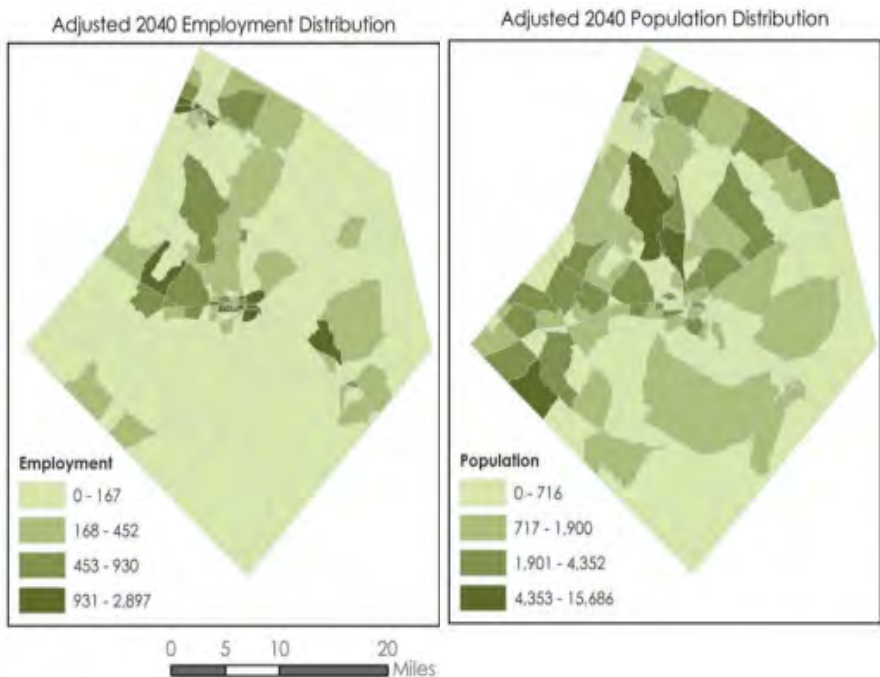 Adjusted 2040 Employment Distribution
Employment
0 - 167
168 - 452
453 - 930
931 - 2,897
Adjusted 2040 Population Distribution
Population
0 - 716
717 - 1,900
1,901 - 4,352
4,353 - 15,686
0 5 10 20
Miles